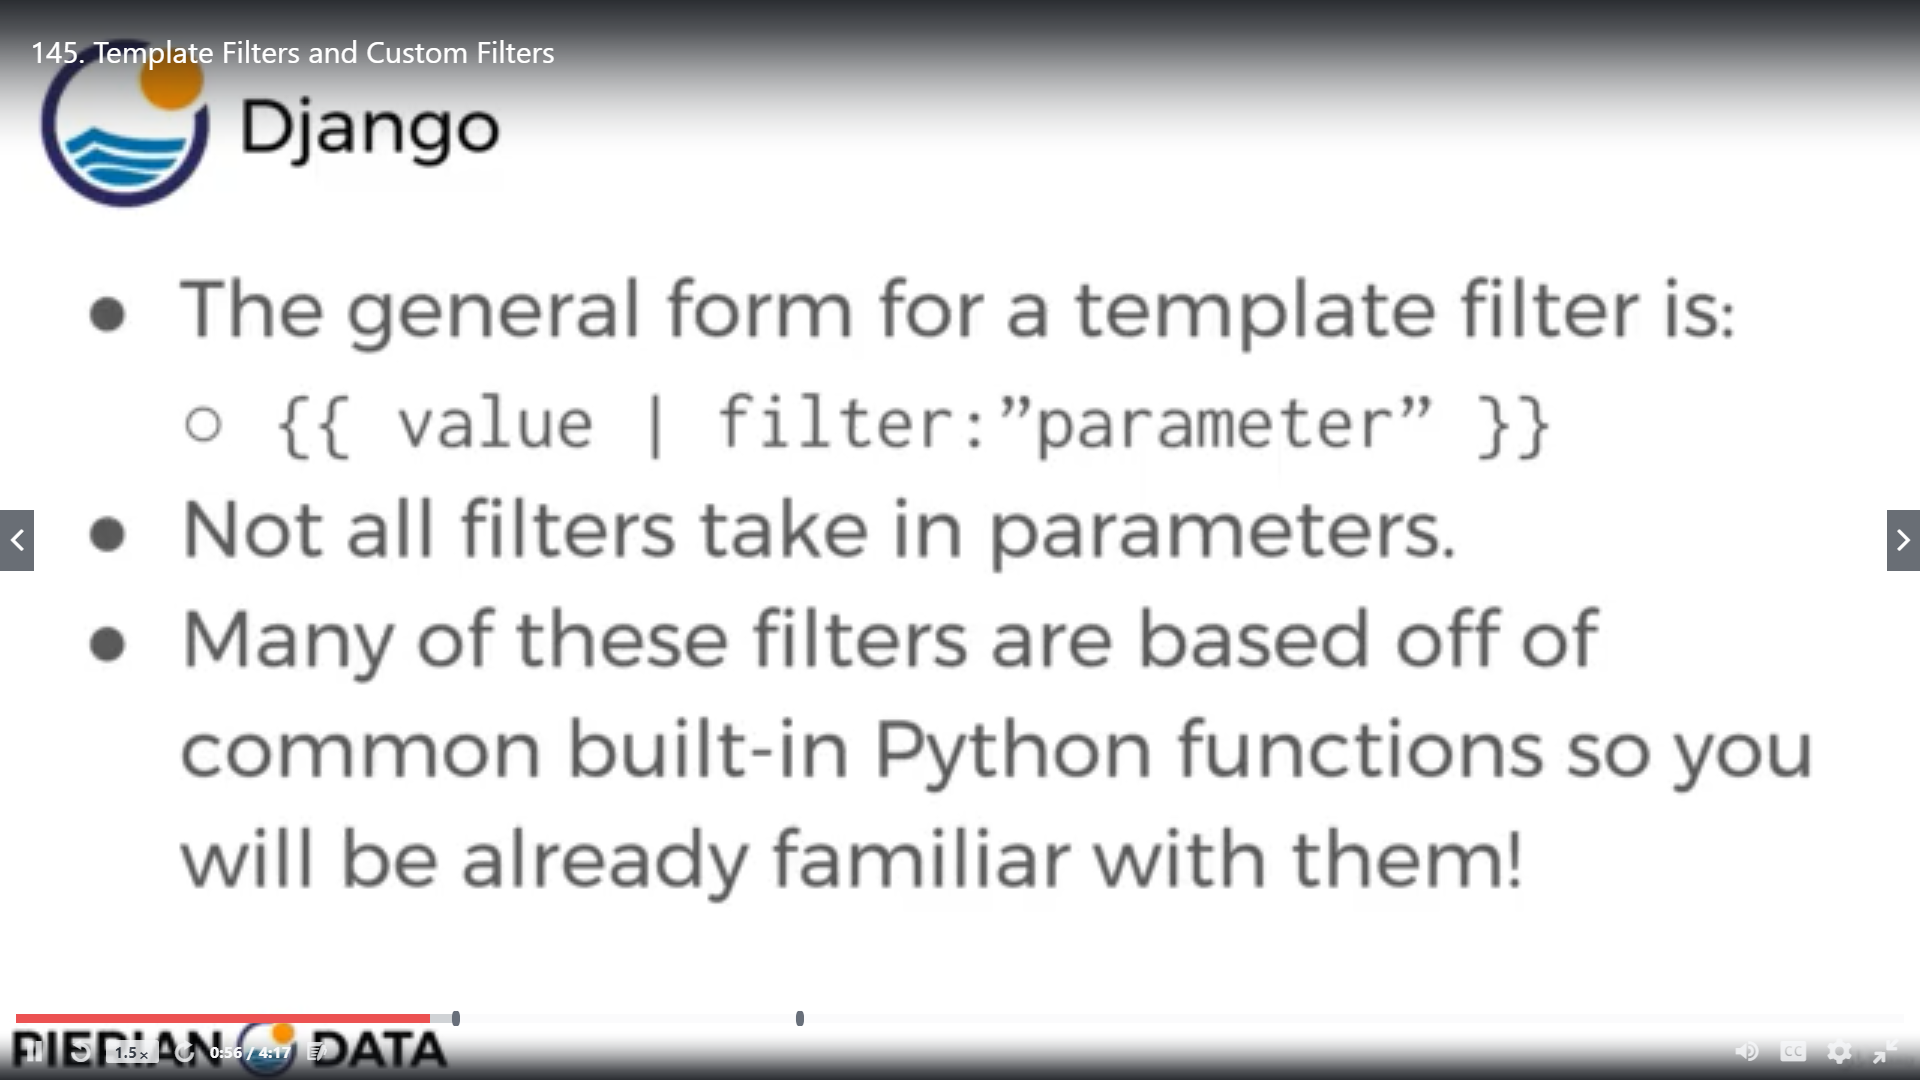 145. Template Filters and Custom Filters
Django
● The general form for a template filter is:
○ {{ value | filter:”parameter” }}
● Not all filters take in parameters.
● Many of these filters are based off of
common built-in Python functions so you
will be already familiar with them!
PIERIAN DATA
1.5x
0:56 / 4:17
CC